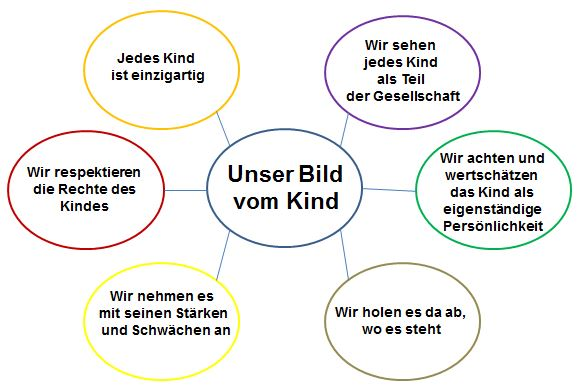 Jedes Kind
ist einzigartig
Wir sehen
jedes Kind
als Teil
der Gesellschaft
Wir respektieren
die Rechte des
Kindes
Unser Bild
vom Kind
Wir achten und
wertschätzen
das Kind als
eigenständige
Persönlichkeit
Wir nehmen es
mit seinen Stärken
und Schwächen an
Wir holen es da ab,
wo es steht